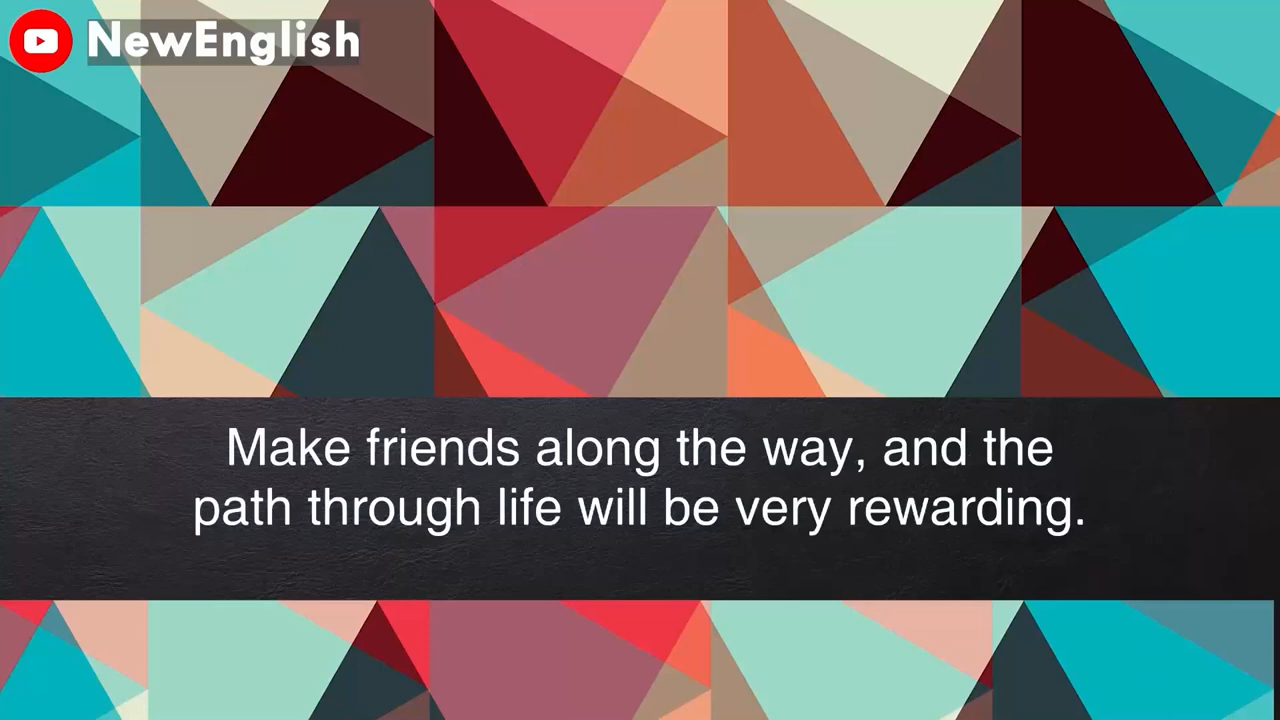 NewEnglish
Make friends along the way, and the
path through life will be very rewarding.